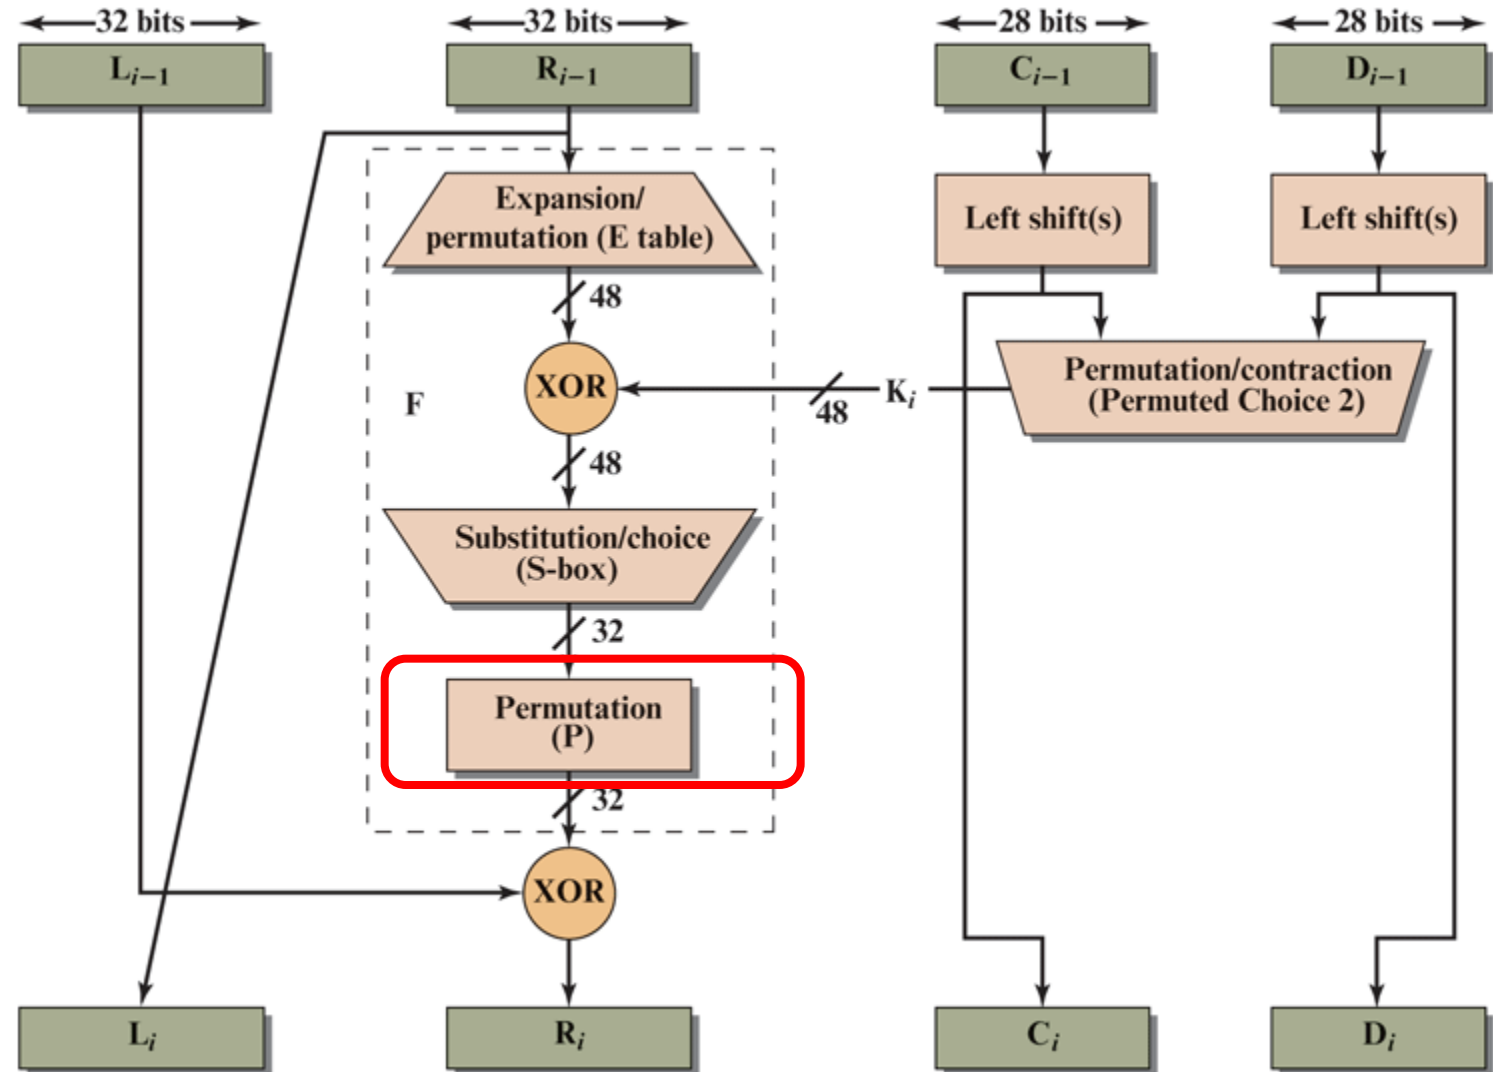 32 bits
32 bits
28 bits
28 bits
Lᵢ₋₁
Rᵢ₋₁
Cᵢ₋₁
Dᵢ₋₁
Expansion/
permutation (E table)
Left shift(s)
Left shift(s)
48
XOR
F
48
Kᵢ
Permutation/contraction
(Permuted Choice 2)
48
Substitution/choice
(S-box)
32
Permutation
(P)
32
XOR
Lᵢ
Rᵢ
Cᵢ
Dᵢ